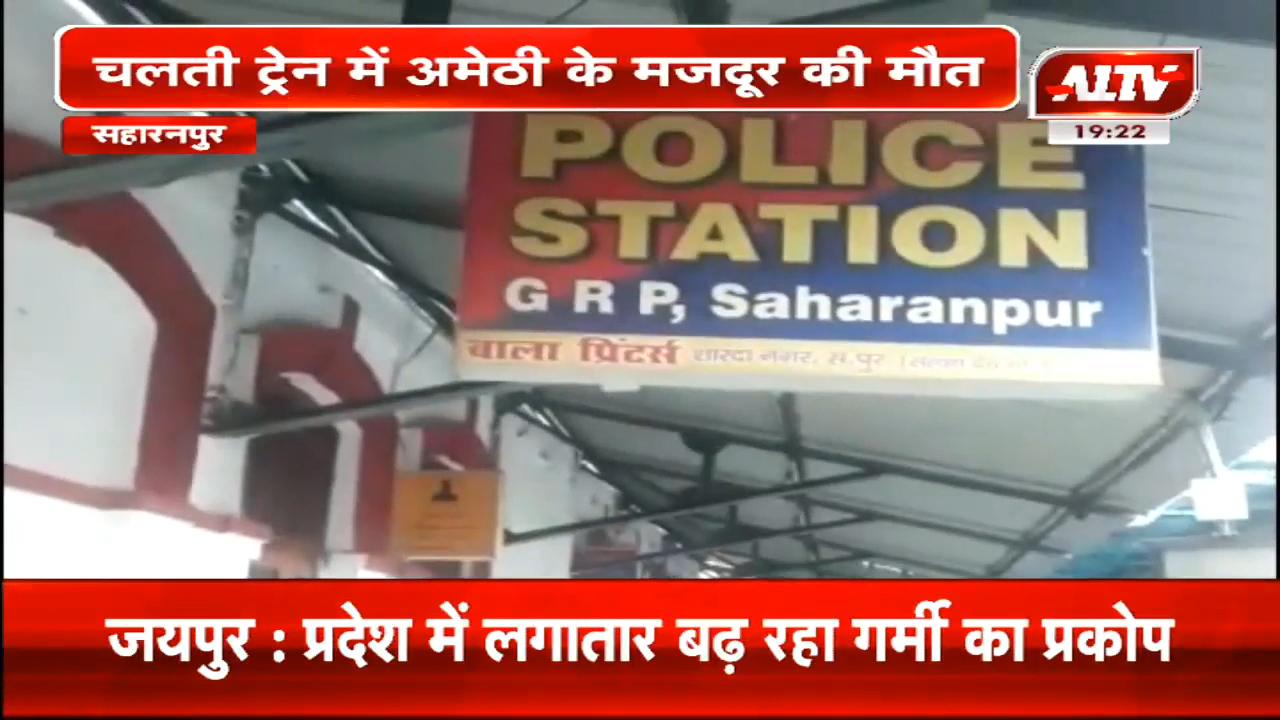 चलती ट्रेन में अमेठी के मजदूर की मौत
ALTV
19:22
सहारनपुर
POLICE
STATION
G R P, Saharanpur
बाला प्रिंटर्स शारदा नगर, स.पुर
जयपुर : प्रदेश में लगातार बढ़ रहा गर्मी का प्रकोप